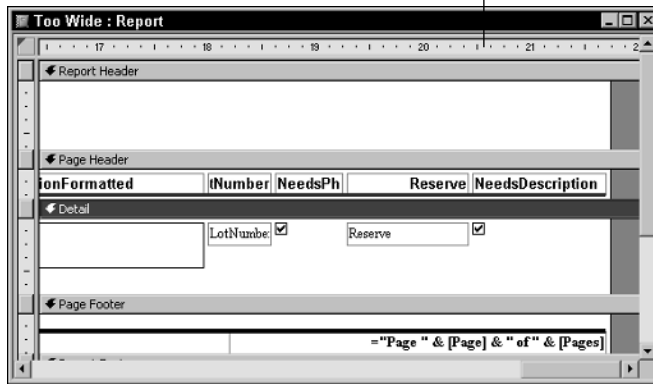 Too Wide : Report
17 18 19 20 21
Report Header
Page Header
ionFormatted tNumber NeedsPh Reserve NeedsDescription
Detail
LotNumbe Reserve
Page Footer
="Page " & [Page] & " of " & [Pages]